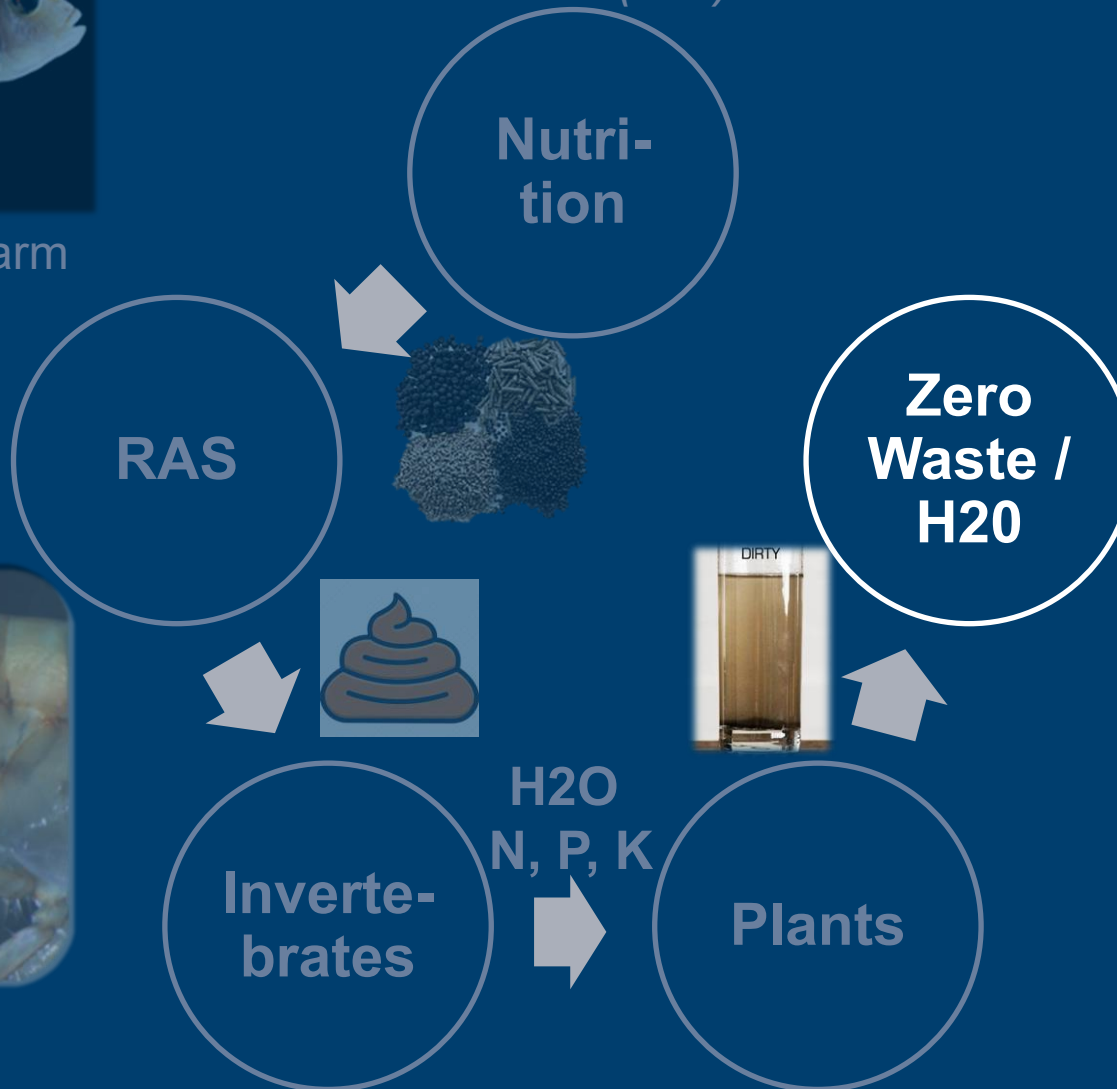 Nutri-
tion
arm
RAS
Zero
Waste /
H20
DIRTY
H2O
N, P, K
Inverte-
brates
Plants